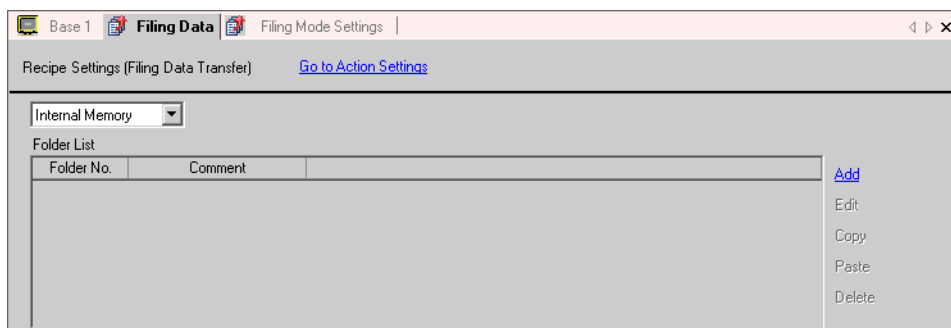 Base 1 Filing Data Filing Mode Settings
Recipe Settings (Filing Data Transfer) Go to Action Settings
Internal Memory
Folder List
Folder No. Comment
Add
Edit
Copy
Paste
Delete